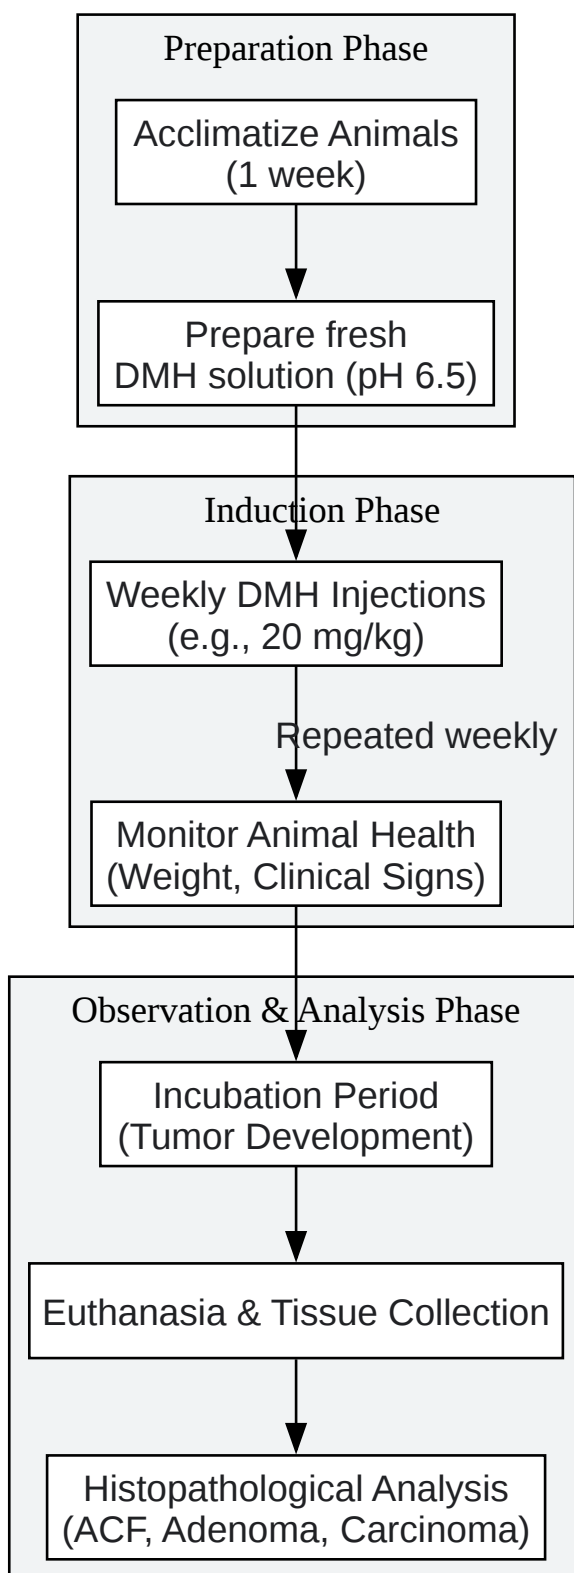 Preparation Phase
Acclimatize Animals
(1 week)
Prepare fresh
DMH solution (pH 6.5)
Induction Phase
Weekly DMH Injections
(e.g., 20 mg/kg)
Repeated weekly
Monitor Animal Health
(Weight, Clinical Signs)
Observation & Analysis Phase
Incubation Period
(Tumor Development)
Euthanasia & Tissue Collection
Histopathological Analysis
(ACF, Adenoma, Carcinoma)